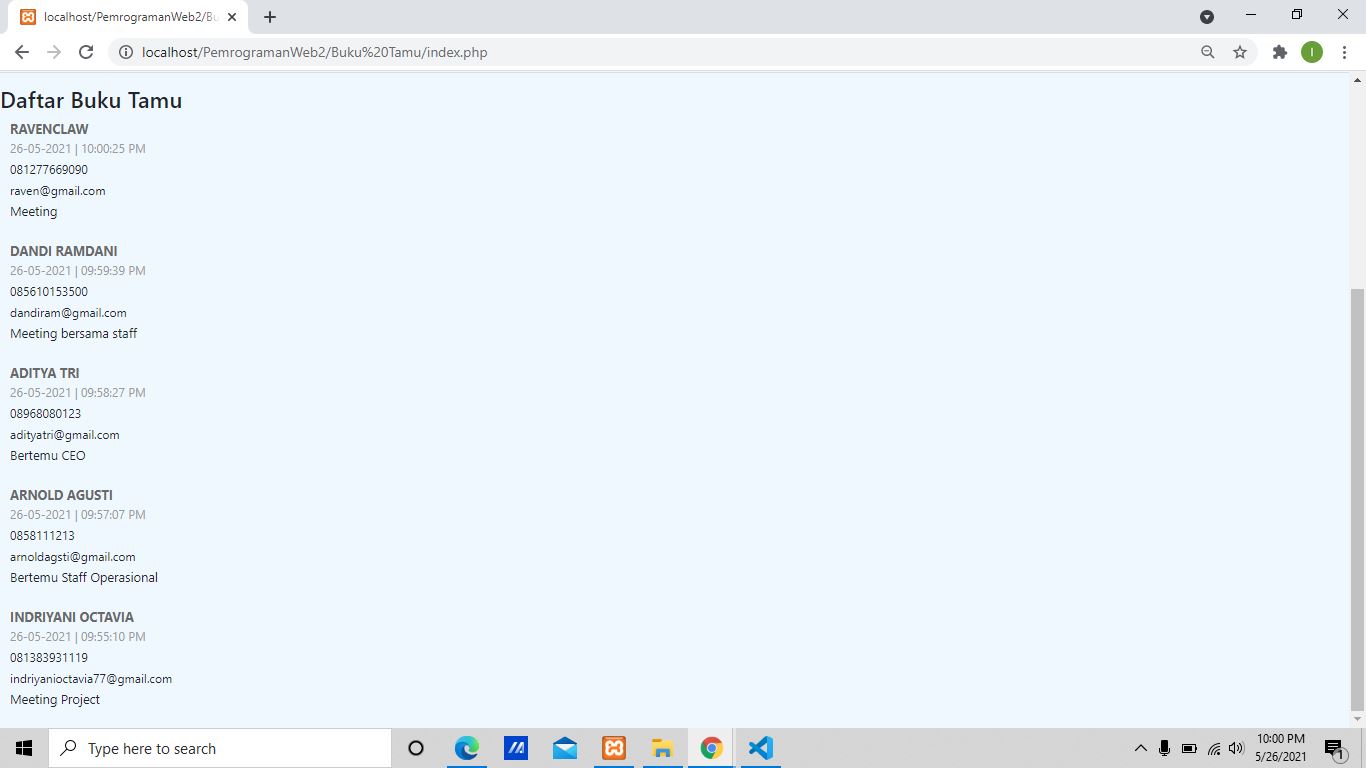 localhost/PemrogramanWeb2/Bu
localhost/PemrogramanWeb2/Buku%20Tamu/index.php
I
Daftar Buku Tamu
RAVENCLAW
26-05-2021 | 10:00:25 PM
081277669090
raven@gmail.com
Meeting
DANDI RAMDANI
26-05-2021 | 09:59:39 PM
085610153500
dandiram@gmail.com
Meeting bersama staff
ADITYA TRI
26-05-2021 | 09:58:27 PM
08968080123
adityatri@gmail.com
Bertemu CEO
ARNOLD AGUSTI
26-05-2021 | 09:57:07 PM
0858111213
arnoldagsti@gmail.com
Bertemu Staff Operasional
INDRIYANI OCTAVIA
26-05-2021 | 09:55:10 PM
081383931119
indriyanioctavia77@gmail.com
Meeting Project
Type here to search
10:00 PM
5/26/2021
1